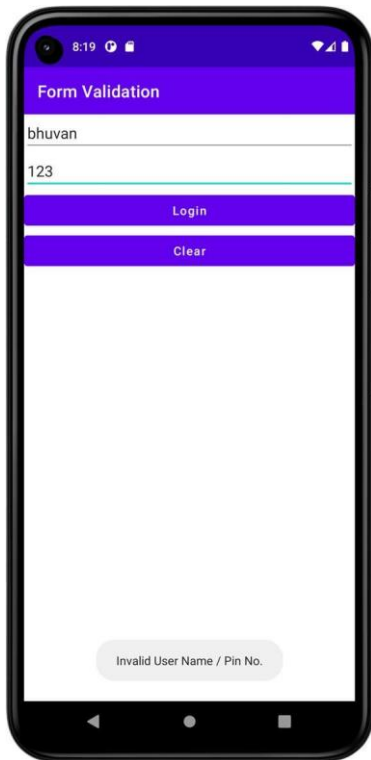 8:19
Form Validation
bhuvan
123
Login
Clear
Invalid User Name / Pin No.